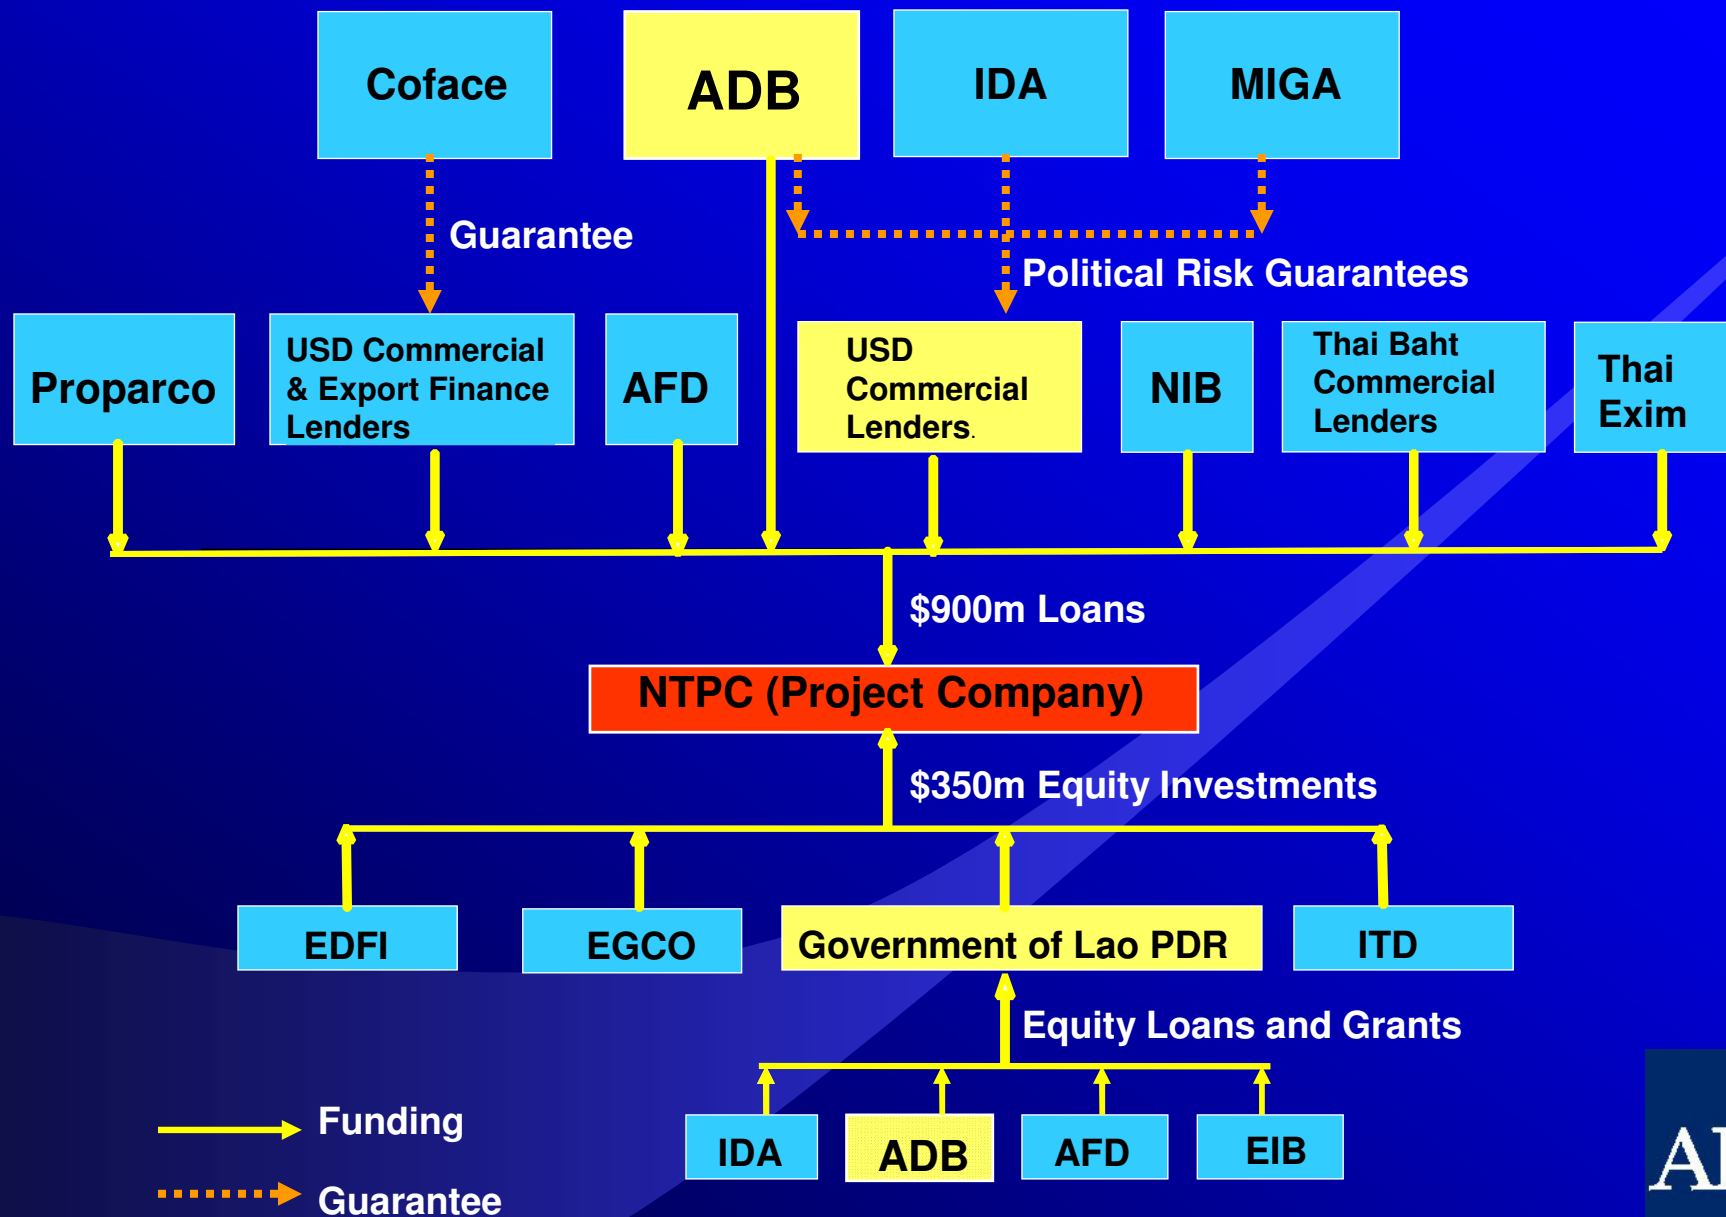 Coface
ADB
IDA
MIGA
Guarantee
Political Risk Guarantees
Proparco
USD Commercial
& Export Finance
Lenders
AFD
USD
Commercial
Lenders.
NIB
Thai Baht
Commercial
Lenders
Thai
Exim
$900m Loans
NTPC (Project Company)
$350m Equity Investments
EDFI
EGCO
Government of Lao PDR
ITD
Equity Loans and Grants
IDA
ADB
AFD
EIB
Funding
Guarantee